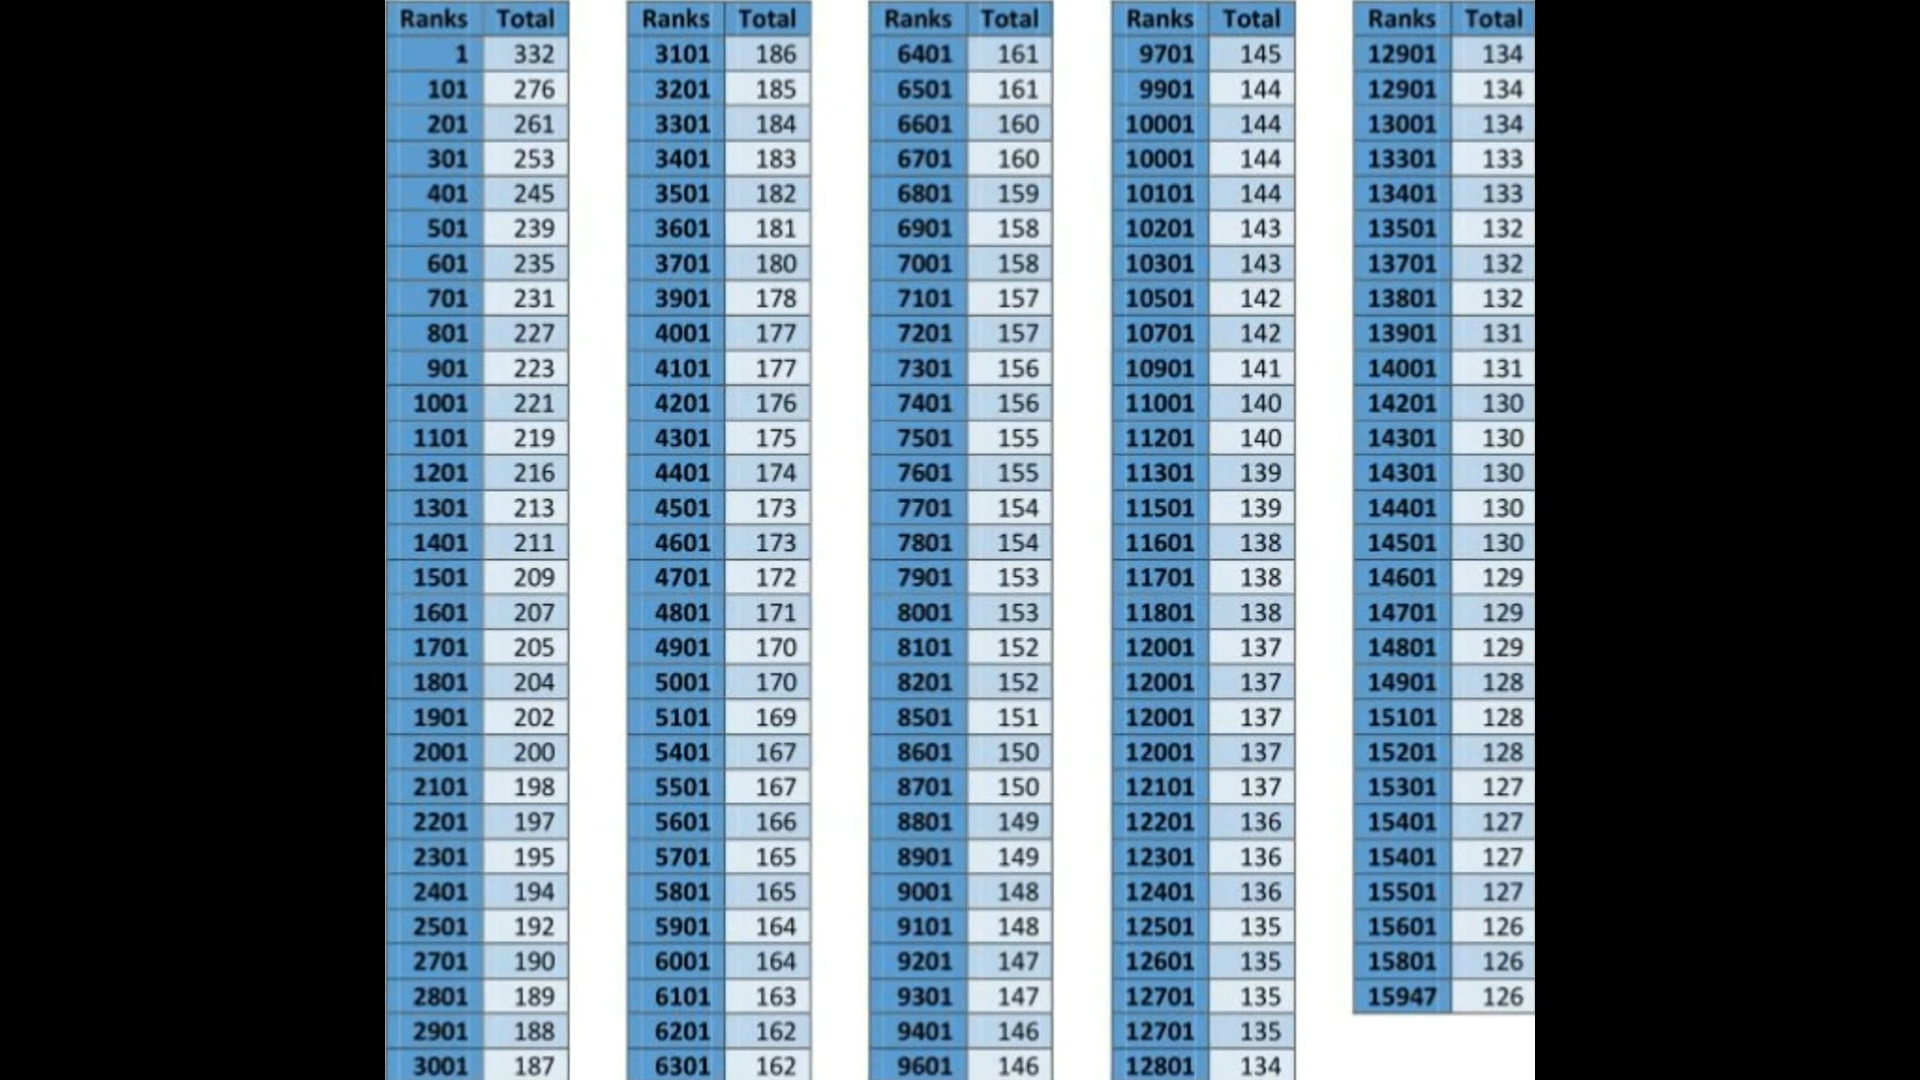 Ranks Total Ranks Total Ranks Total Ranks Total Ranks Total
1 332 3101 186 6401 161 9701 145 12901 134
101 276 3201 185 6501 161 9901 144 12901 134
201 261 3301 184 6601 160 10001 144 13001 134
301 253 3401 183 6701 160 10001 144 13301 133
401 245 3501 182 6801 159 10101 144 13401 133
501 239 3601 181 6901 158 10201 143 13501 132
601 235 3701 180 7001 158 10301 143 13701 132
701 231 3901 178 7101 157 10501 142 13801 132
801 227 4001 177 7201 157 10701 142 13901 131
901 223 4101 177 7301 156 10901 141 14001 131
1001 221 4201 176 7401 156 11001 140 14201 130
1101 219 4301 175 7501 155 11201 140 14301 130
1201 216 4401 174 7601 155 11301 139 14301 130
1301 213 4501 173 7701 154 11501 139 14401 130
1401 211 4601 173 7801 154 11601 138 14501 130
1501 209 4701 172 7901 153 11701 138 14601 129
1601 207 4801 171 8001 153 11801 138 14701 129
1701 205 4901 170 8101 152 12001 137 14801 129
1801 204 5001 170 8201 152 12001 137 14901 128
1901 202 5101 169 8501 151 12001 137 15101 128
2001 200 5401 167 8601 150 12001 137 15201 128
2101 198 5501 167 8701 150 12101 137 15301 127
2201 197 5601 166 8801 149 12201 136 15401 127
2301 195 5701 165 8901 149 12301 136 15401 127
2401 194 5801 165 9001 148 12401 136 15501 127
2501 192 5901 164 9101 148 12501 135 15601 126
2701 190 6001 164 9201 147 12601 135 15801 126
2801 189 6101 163 9301 147 12701 135 15947 126
2901 188 6201 162 9401 146 12701 135
3001 187 6301 162 9601 146 12801 134